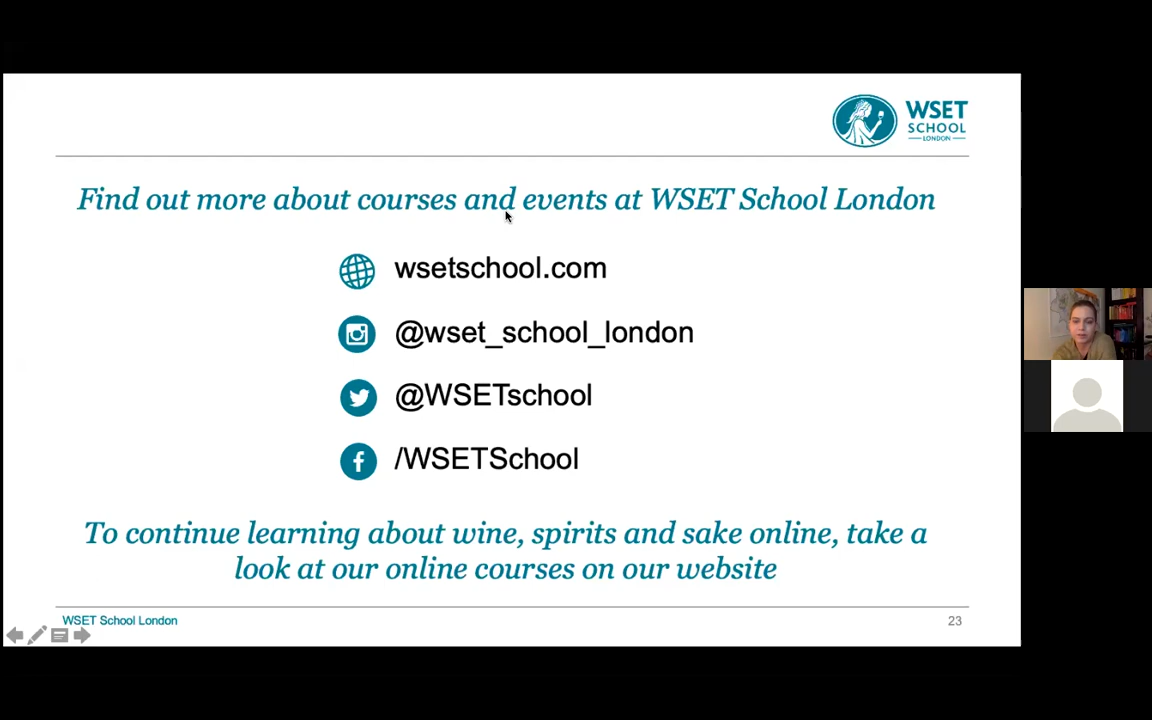 WSET
SCHOOL
LONDON
Find out more about courses and events at WSET School London
wsetschool.com
@wset_school_london
@WSETschool
/WSETSchool
To continue learning about wine, spirits and sake online, take a
look at our online courses on our website
WSET School London
23